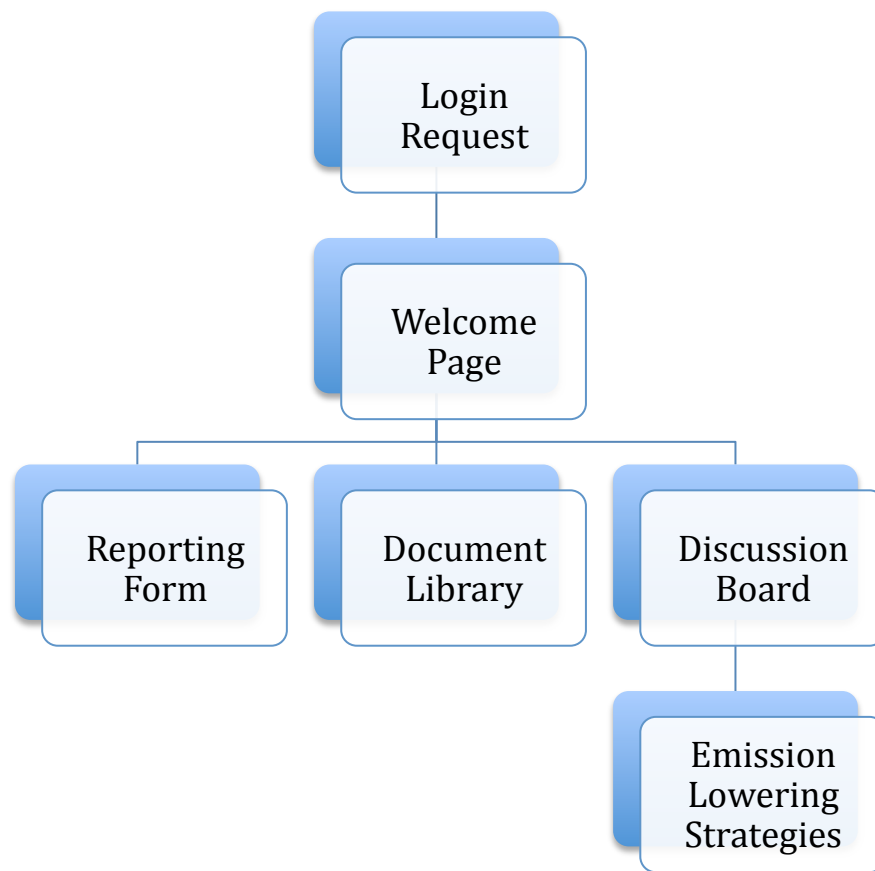 Login
Request
Welcome
Page
Reporting
Form
Document
Library
Discussion
Board
Emission
Lowering
Strategies